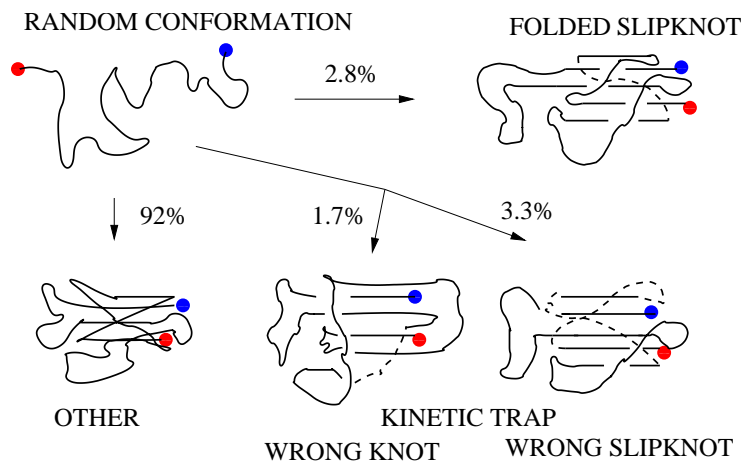 RANDOM CONFORMATION
FOLDED SLIPKNOT
2.8%
92%
1.7%
3.3%
OTHER
KINETIC TRAP
WRONG KNOT
WRONG SLIPKNOT